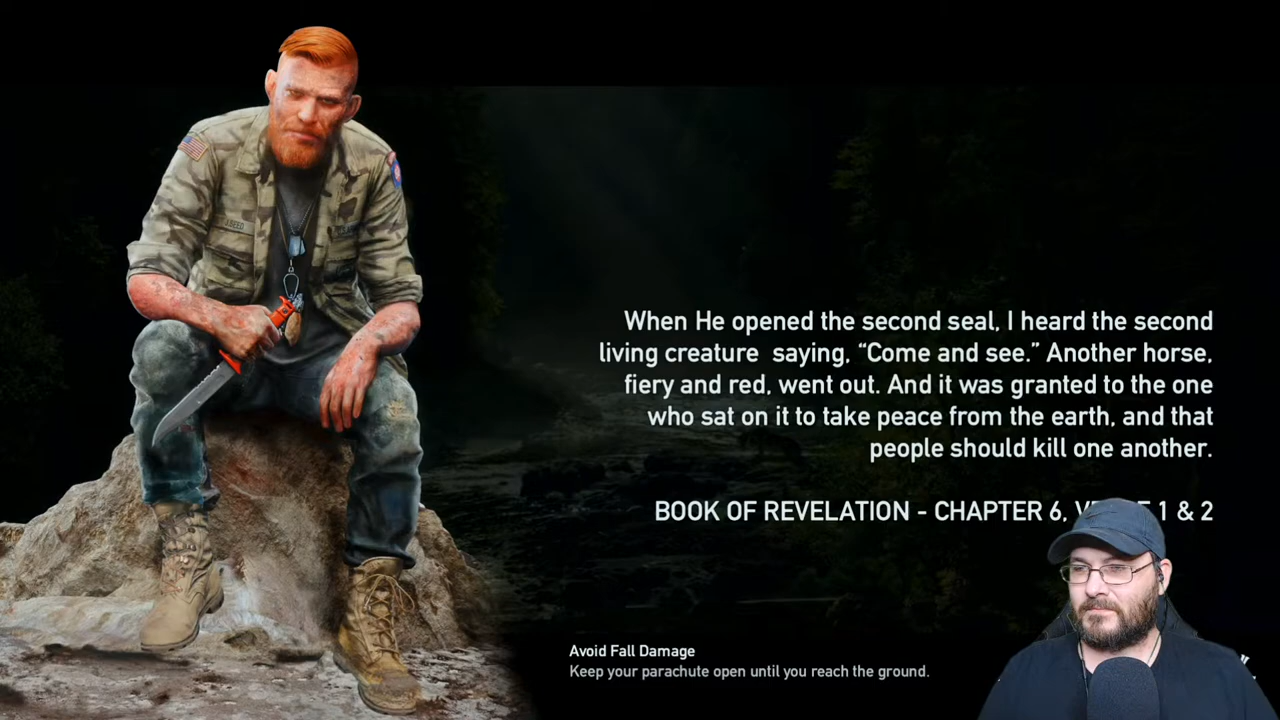 SEED
When He opened the second seal, I heard the second
living creature saying, “Come and see.” Another horse,
fiery and red, went out. And it was granted to the one
who sat on it to take peace from the earth, and that
people should kill one another.
BOOK OF REVELATION - CHAPTER 6, 1 & 2
Avoid Fall Damage
Keep your parachute open until you reach the ground.